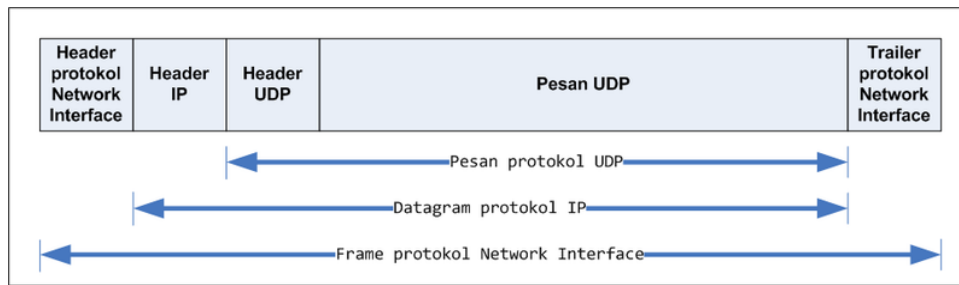 Header
protokol
Network
Interface
Header
IP
Header
UDP
Pesan UDP
Trailer
protokol
Network
Interface
Pesan protokol UDP
Datagram protokol IP
Frame protokol Network Interface